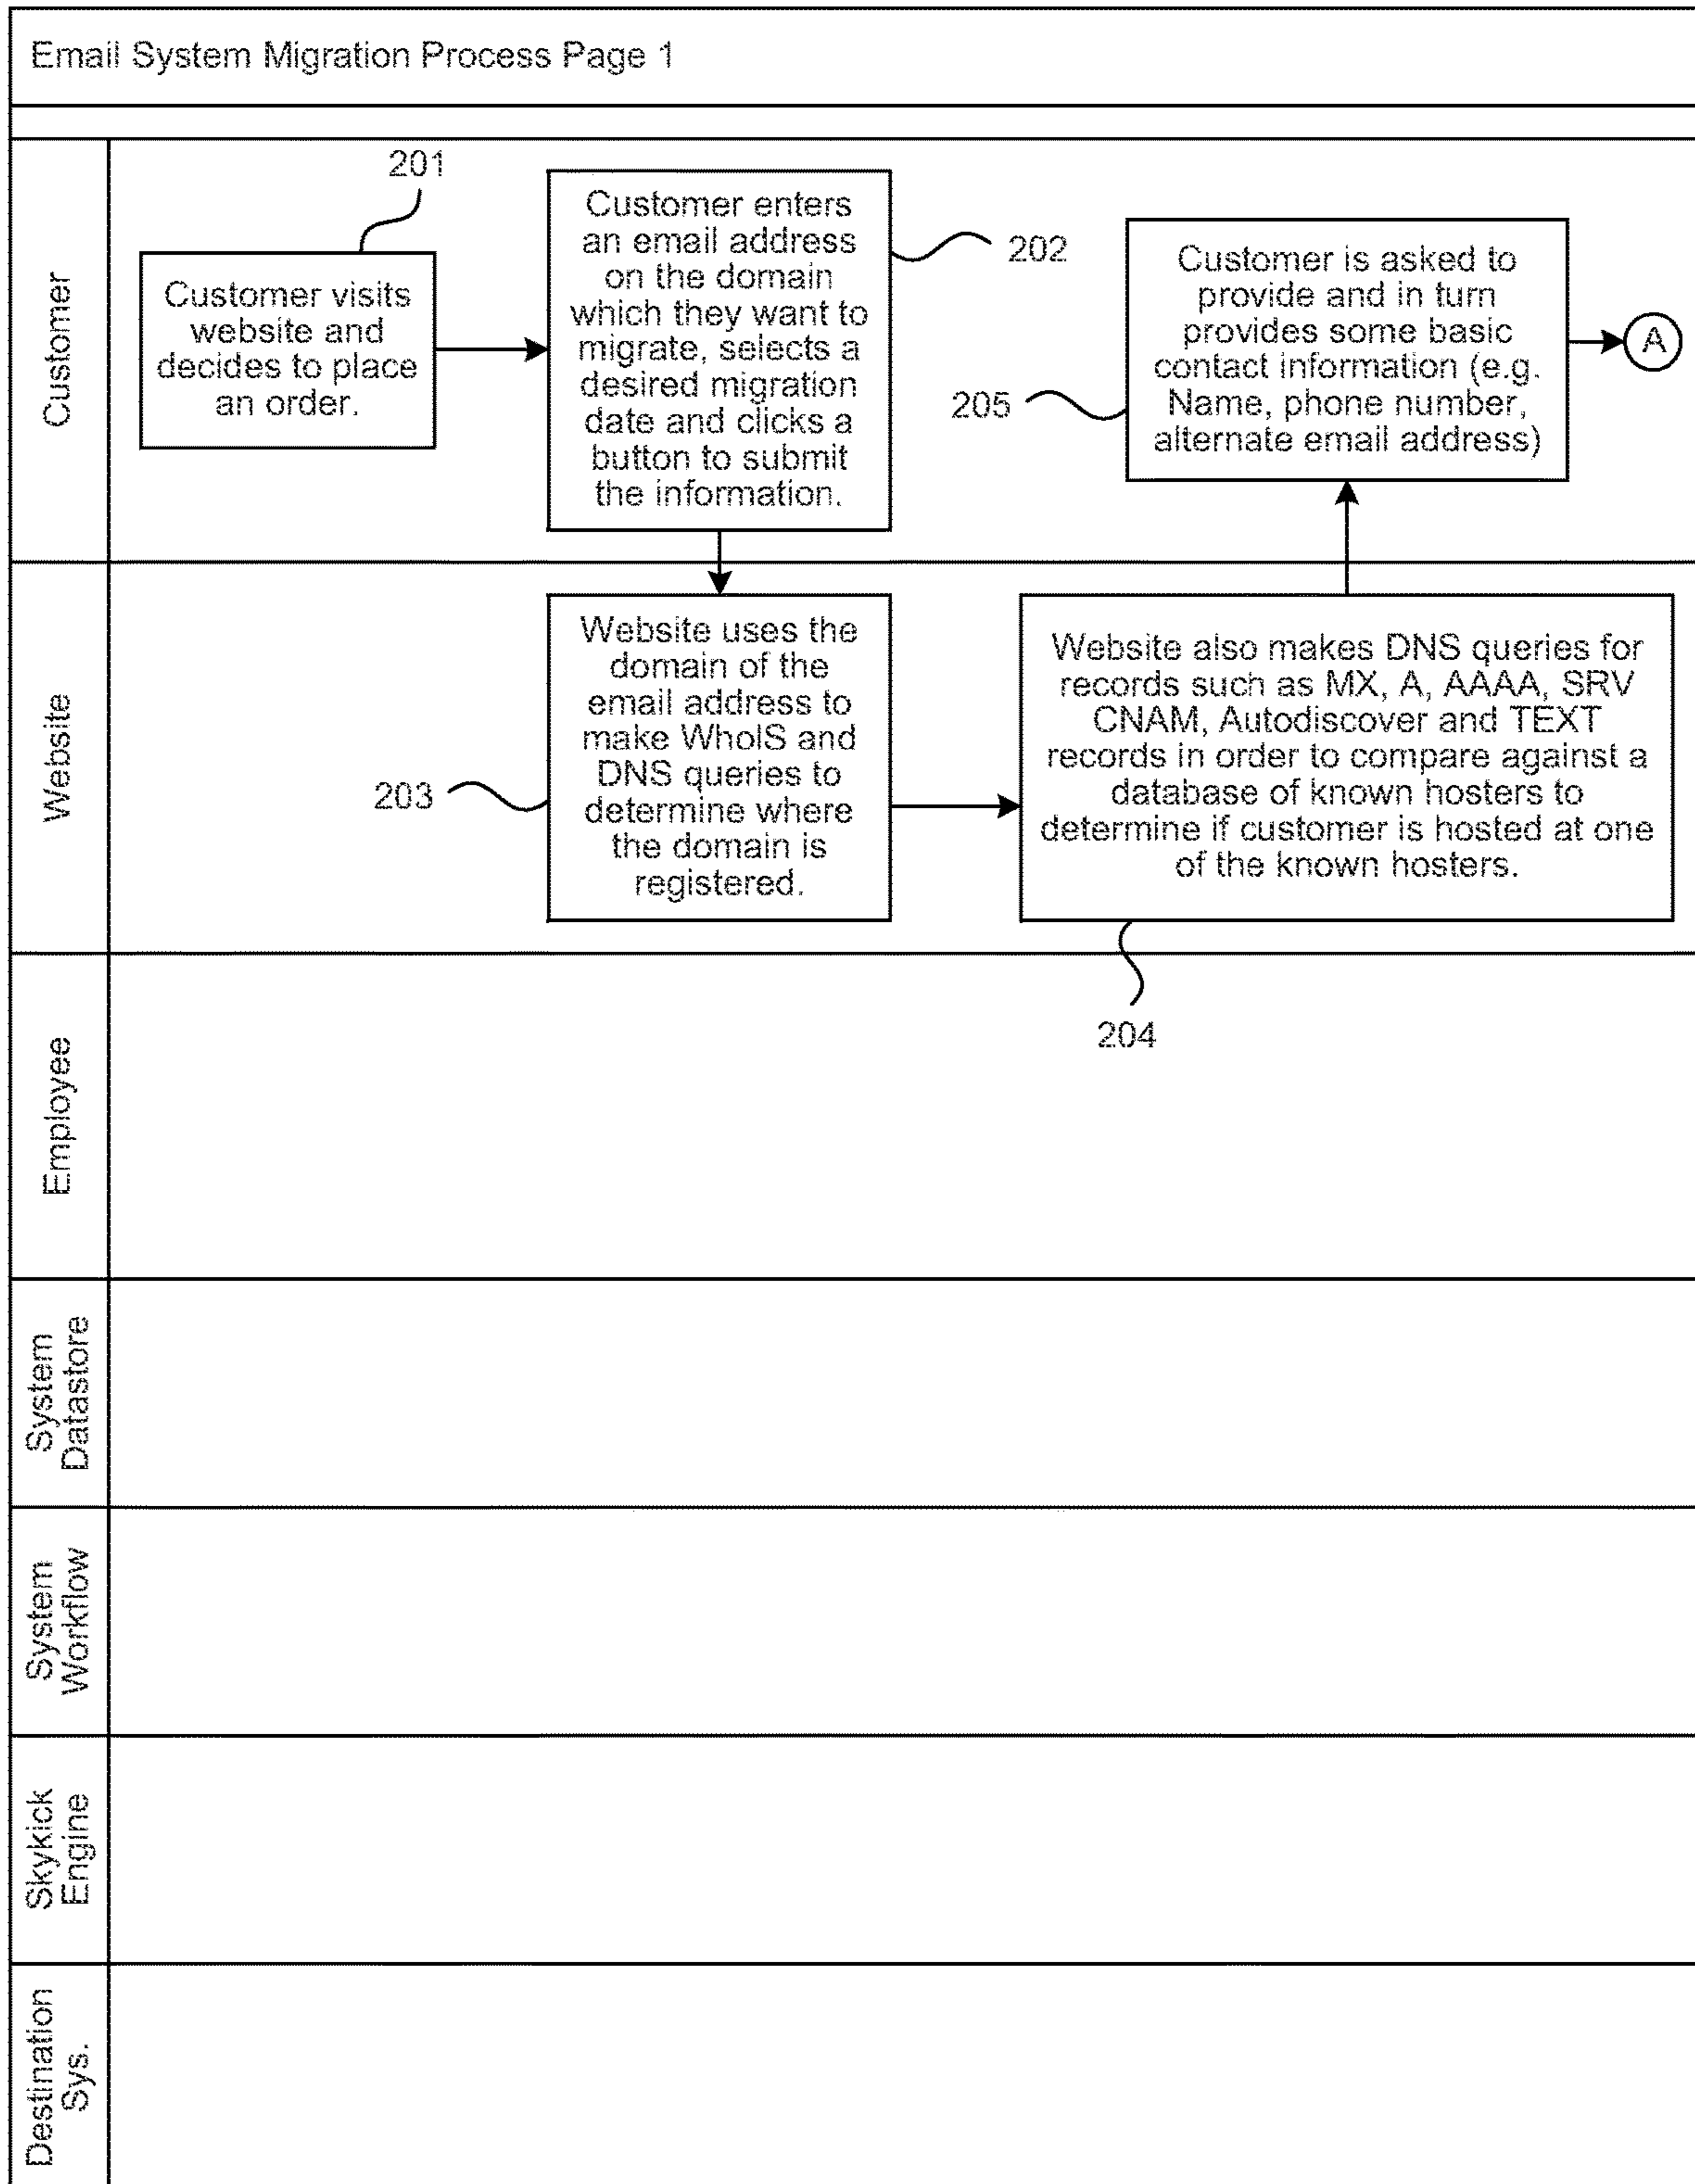 Email System Migration Process Page 1
Customer
201
Customer visits
website and
decides to place
an order.
Customer enters
an email address
on the domain
which they want to
migrate, selects a
desired migration
date and clicks a
button to submit
the information.
202
Customer is asked to
provide and in turn
provides some basic
contact information (e.g.
Name, phone number,
alternate email address)
205
A
Website
203
Website uses the
domain of the
email address to
make WhoIS and
DNS queries to
determine where
the domain is
registered.
Website also makes DNS queries for
records such as MX, A, AAAA, SRV
CNAM, Autodiscover and TEXT
records in order to compare against a
database of known hosters to
determine if customer is hosted at one
of the known hosters.
204
Employee
System
Datastore
System
Workflow
Skykick
Engine
Destination
Sys.